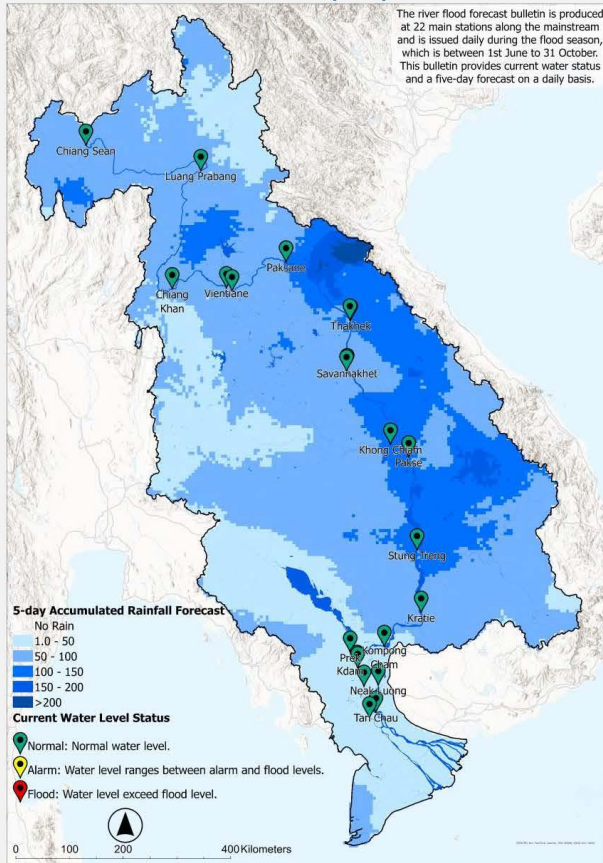 The river flood forecast bulletin is produced
at 22 main stations along the mainstream
and is issued daily during the flood season,
which is between 1st June to 31 October.
This bulletin provides current water status
and a five-day forecast on a daily basis.
Chiang Sean
Luang Prabang
Paksane
Chiang
Khan
Vientiane
Thakhek
Savannakhet
Khong Chiam
Pakse
Stung Treng
Kratie
Kompong
Cham
Prek
Kdam
Neak Luong
Tan Chau
5-day Accumulated Rainfall Forecast
No Rain
1.0 - 50
50 - 100
100 - 150
150 - 200
>200
Current Water Level Status
Normal: Normal water level.
Alarm: Water level ranges between alarm and flood levels.
Flood: Water level exceed flood level.
0 100 200 400 Kilometers